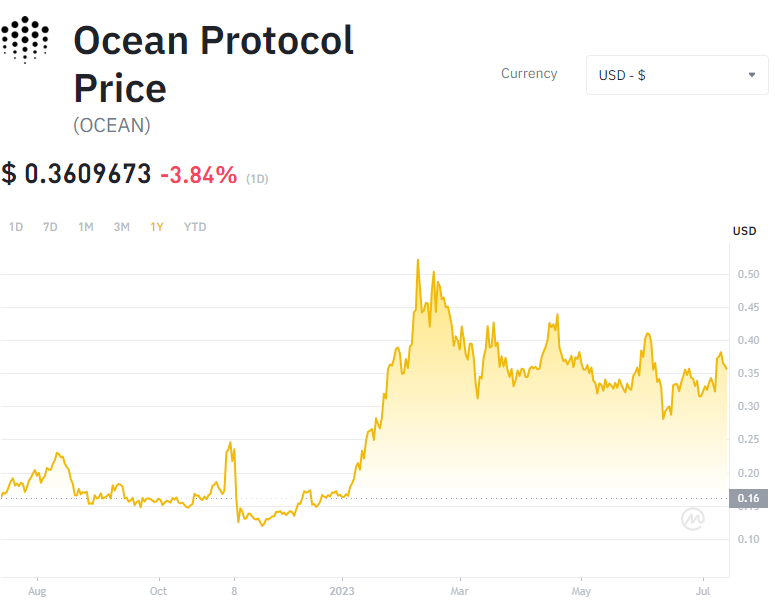 Ocean Protocol
Price
(OCEAN)
Currency
USD - $
$ 0.3609673 -3.84% (1D)
1D 7D 1M 3M 1Y YTD
USD
0.50
0.45
0.40
0.35
0.30
0.25
0.20
0.16
0.10
Aug Oct 8 2023 Mar May Jul